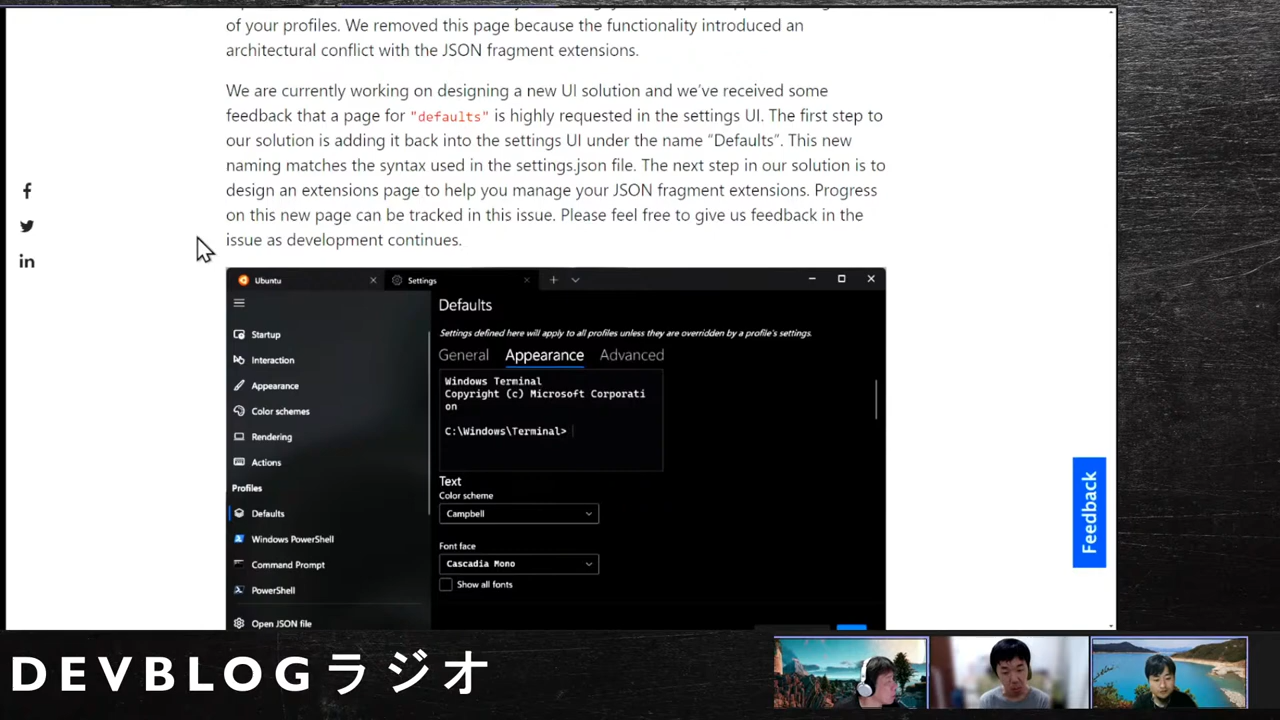 of your profiles. We removed this page because the functionality introduced an
architectural conflict with the JSON fragment extensions.
We are currently working on designing a new UI solution and we've received some
feedback that a page for "defaults" is highly requested in the settings UI. The first step to
our solution is adding it back into the settings UI under the name “Defaults”. This new
naming matches the syntax used in the settings.json file. The next step in our solution is to
design an extensions page to help you manage your JSON fragment extensions. Progress
on this new page can be tracked in this issue. Please feel free to give us feedback in the
issue as development continues.
Ubuntu
Settings
Startup
Interaction
Appearance
Color schemes
Rendering
Actions
Profiles
Defaults
Windows PowerShell
Command Prompt
PowerShell
Open JSON file
Defaults
Settings defined here will apply to all profiles unless they are overridden by a profile's settings.
General Appearance Advanced
Windows Terminal
Copyright (c) Microsoft Corporati
on
C:\Windows\Terminal>
Text
Color scheme
Campbell
Font face
Cascadia Mono
Show all fonts
Feedback
DEVBLOGラジオ